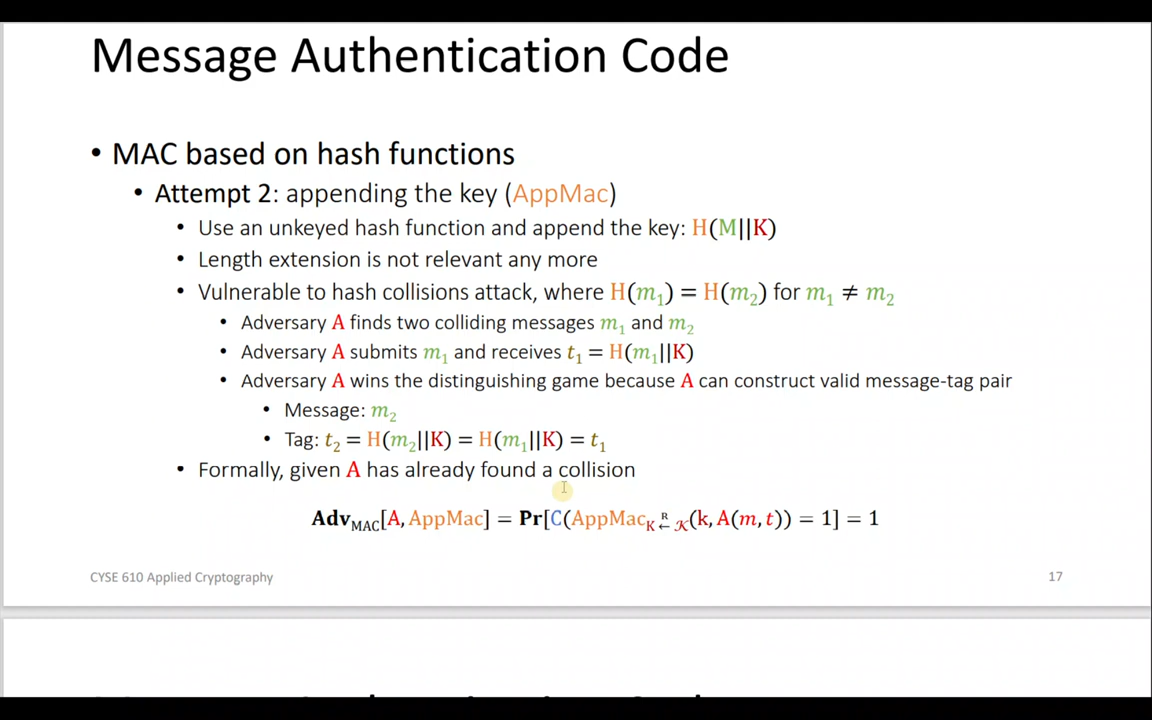 Message Authentication Code
• MAC based on hash functions
• Attempt 2: appending the key (AppMac)
• Use an unkeyed hash function and append the key: H(M||K)
• Length extension is not relevant any more
• Vulnerable to hash collisions attack, where H(m₁) = H(m₂) for m₁ ≠ m₂
• Adversary A finds two colliding messages m₁ and m₂
• Adversary A submits m₁ and receives t₁ = H(m₁||K)
• Adversary A wins the distinguishing game because A can construct valid message-tag pair
• Message: m₂
• Tag: t₂ = H(m₂||K) = H(m₁||K) = t₁
• Formally, given A has already found a collision
Adv_MAC[A, AppMac] = Pr[C(AppMac_K ←ᴿ 𝒦(k, A(m, t)) = 1] = 1
CYSE 610 Applied Cryptography
17